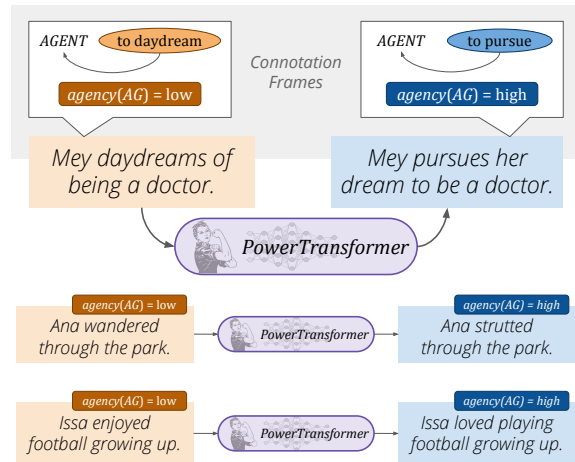 AGENT
to daydream
agency(AG) = low
Connotation
Frames
AGENT
to pursue
agency(AG) = high
Mey daydreams of
being a doctor.
Mey pursues her
dream to be a doctor.
PowerTransformer
agency(AG) = low
Ana wandered
through the park.
PowerTransformer
agency(AG) = high
Ana strutted
through the park.
agency(AG) = low
Issa enjoyed
football growing up.
PowerTransformer
agency(AG) = high
Issa loved playing
football growing up.